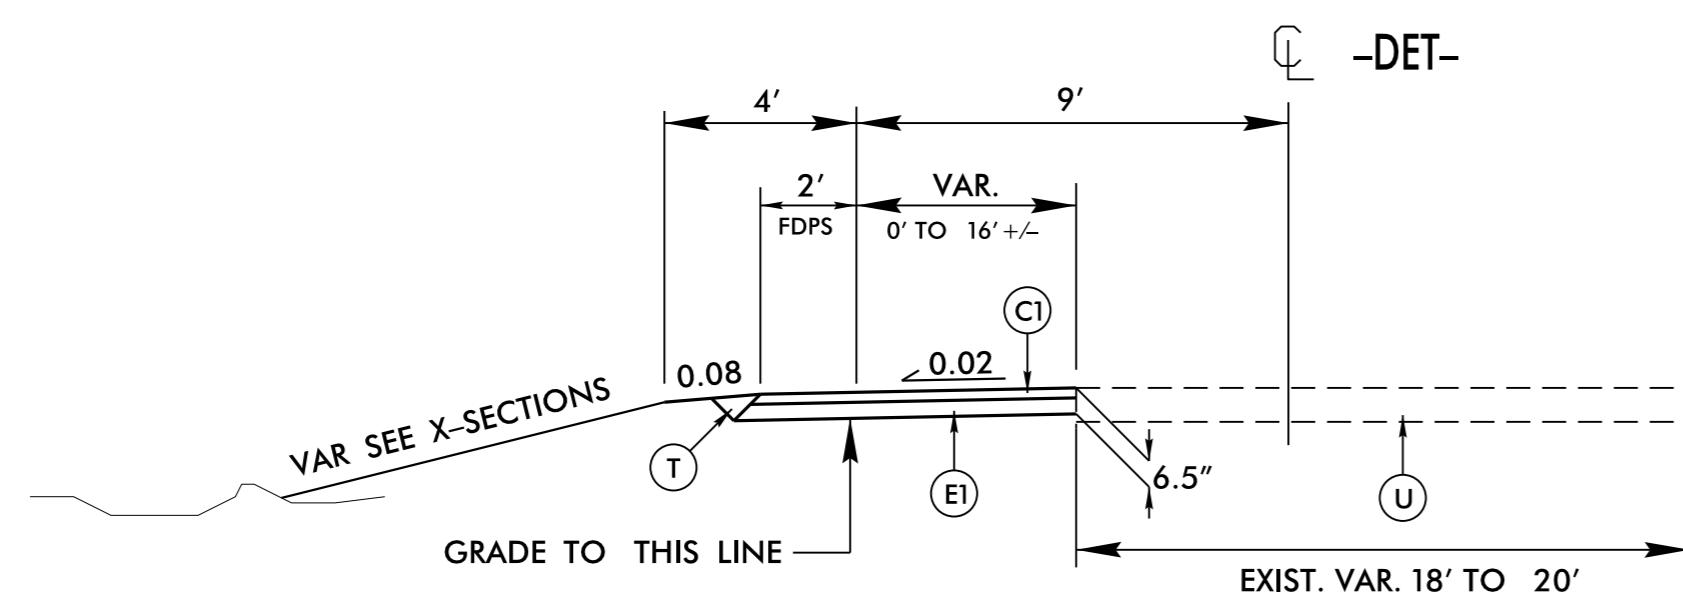 ℄ –DET–
4′
9′
2′
FDPS
VAR.
0′ TO 16′ +/–
C1
0.08
0.02
VAR SEE X–SECTIONS
T
E1
6.5″
U
GRADE TO THIS LINE
EXIST. VAR. 18′ TO 20′